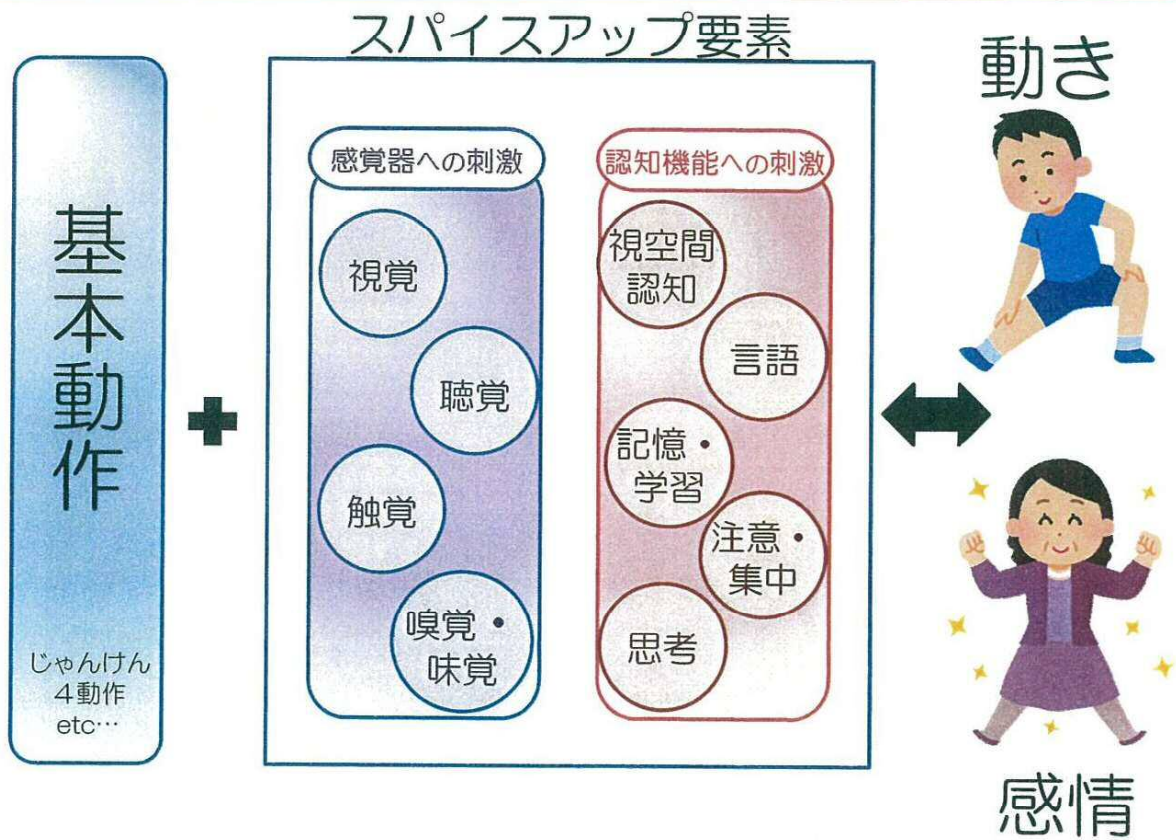 スパイスアップ要素
基本動作
じゃんけん
4動作
etc…
感覚器への刺激
視覚
聴覚
触覚
嗅覚・
味覚
認知機能への刺激
視空間
認知
言語
記憶・
学習
注意・
集中
思考
動き
感情